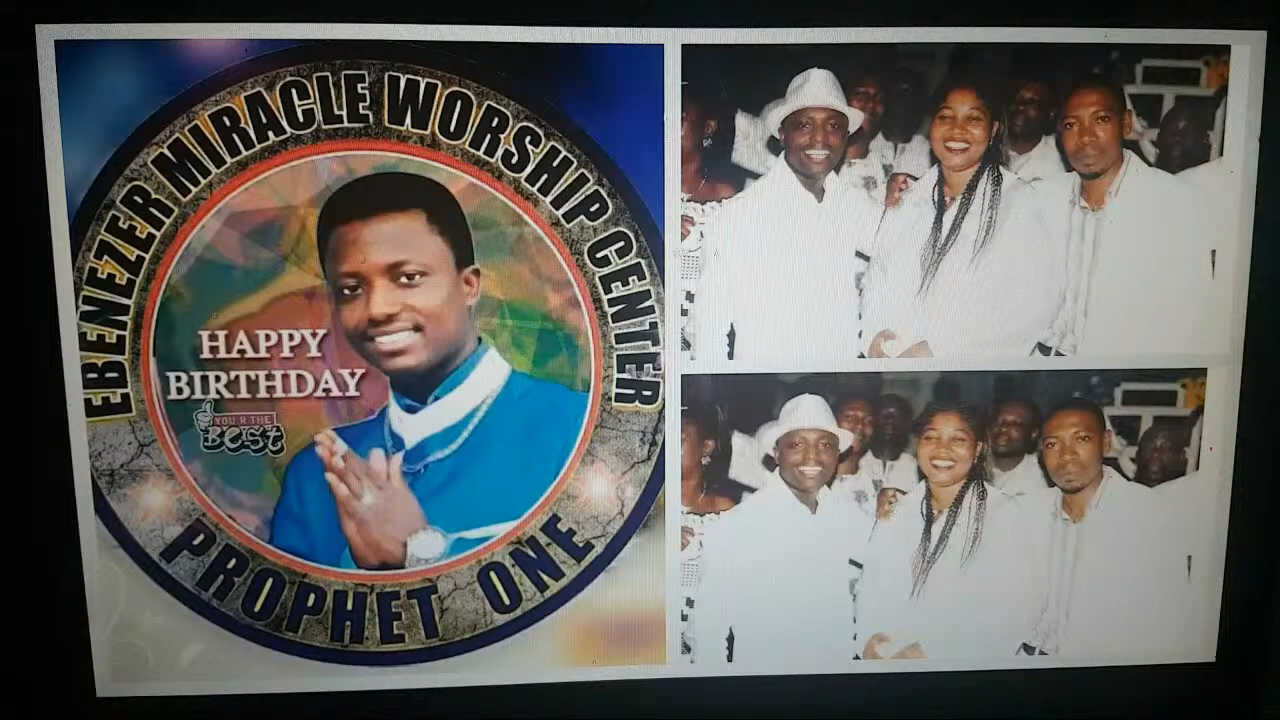 EBENEZER MIRACLE WORSHIP CENTER
HAPPY
BIRTHDAY
YOU R THE
BEST
PROPHET ONE